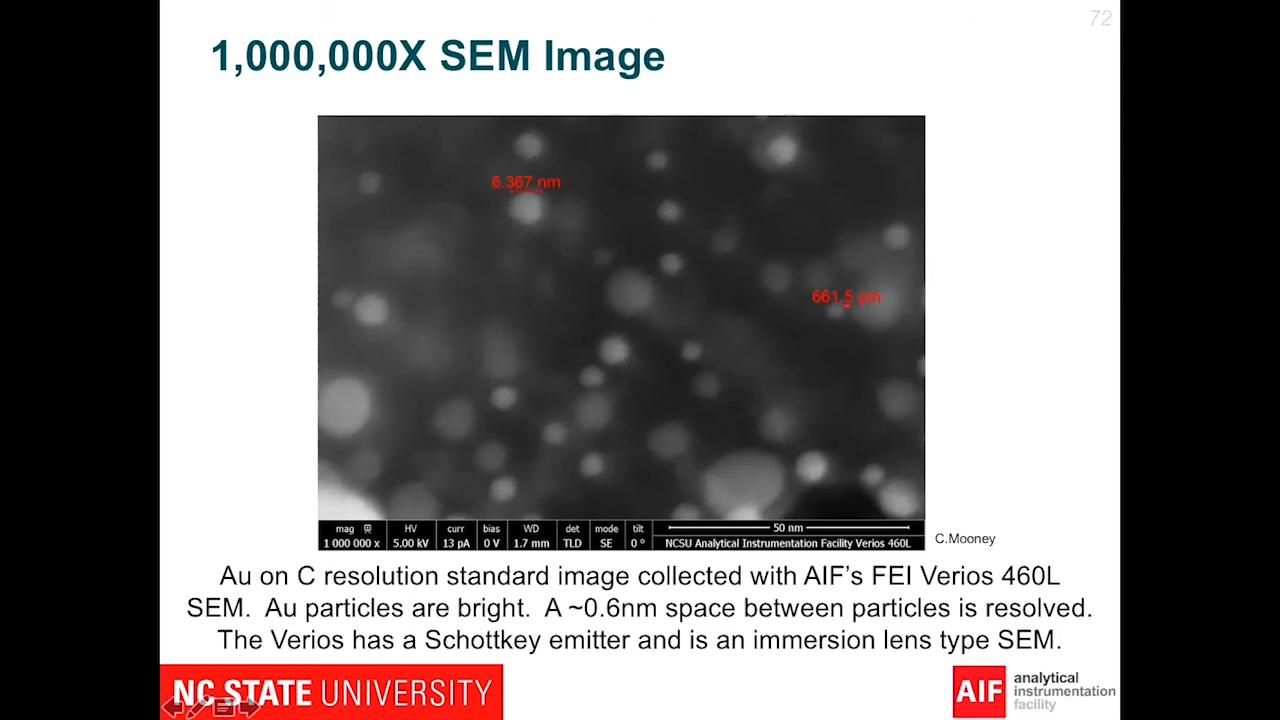 72
1,000,000X SEM Image
6.367 nm
661.5 pm
mag HV curr bias WD det mode tilt 50 nm
1 000 000 x 5.00 kV 13 pA 0 V 1.7 mm TLD SE 0 ° NCSU Analytical Instrumentation Facility Verios 460L
C.Mooney
Au on C resolution standard image collected with AIF’s FEI Verios 460L
SEM. Au particles are bright. A ~0.6nm space between particles is resolved.
The Verios has a Schottkey emitter and is an immersion lens type SEM.
NC STATE UNIVERSITY
AIF analytical
instrumentation
facility